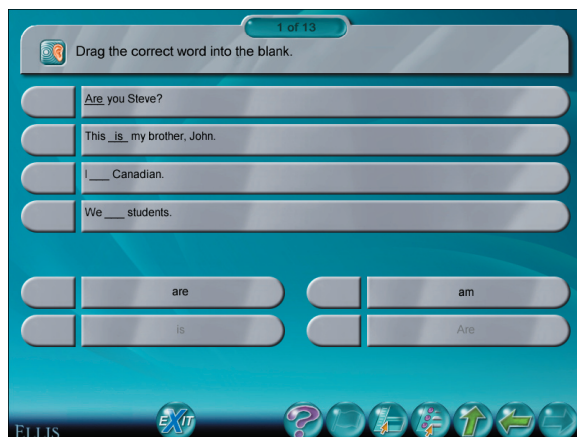 1 of 13
Drag the correct word into the blank.
Are you Steve?
This _is_ my brother, John.
I ___ Canadian.
We ___ students.
are
am
is
Are
ELLIS
EXIT
?